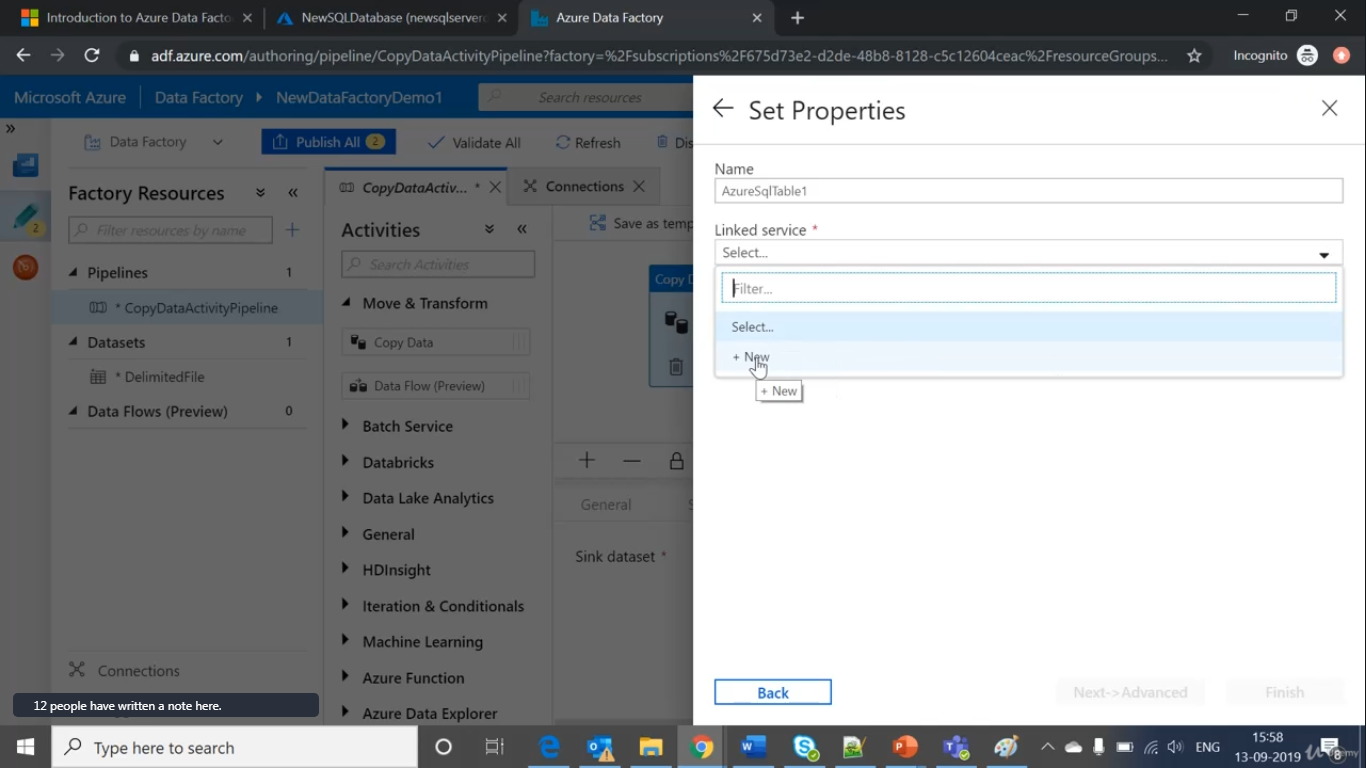 Introduction to Azure Data Facto
NewSQLDatabase (newsqlserver
Azure Data Factory
adf.azure.com/authoring/pipeline/CopyDataActivityPipeline?factory=%2Fsubscriptions%2F675d73e2-d2de-48b8-8128-c5c12604ceac%2FresourceGroups...
Incognito
Microsoft Azure
Data Factory
NewDataFactoryDemo1
Search resources
Data Factory
Publish All 2
Validate All
Refresh
Dis
Factory Resources
Filter resources by name
Pipelines 1
* CopyDataActivityPipeline
Datasets 1
* DelimitedFile
Data Flows (Preview) 0
Connections
2
CopyDataActiv... *
Connections
Activities
Search Activities
Move & Transform
Copy Data
Data Flow (Preview)
Batch Service
Databricks
Data Lake Analytics
General
HDInsight
Iteration & Conditionals
Machine Learning
Azure Function
Azure Data Explorer
Save as temp
Copy D
General
S
Sink dataset *
Set Properties
Name
AzureSqlTable1
Linked service *
Select...
Filter...
Select...
+ New
+ New
Back
Next->Advanced
Finish
12 people have written a note here.
Type here to search
ENG
15:58
13-09-2019
8
Udemy